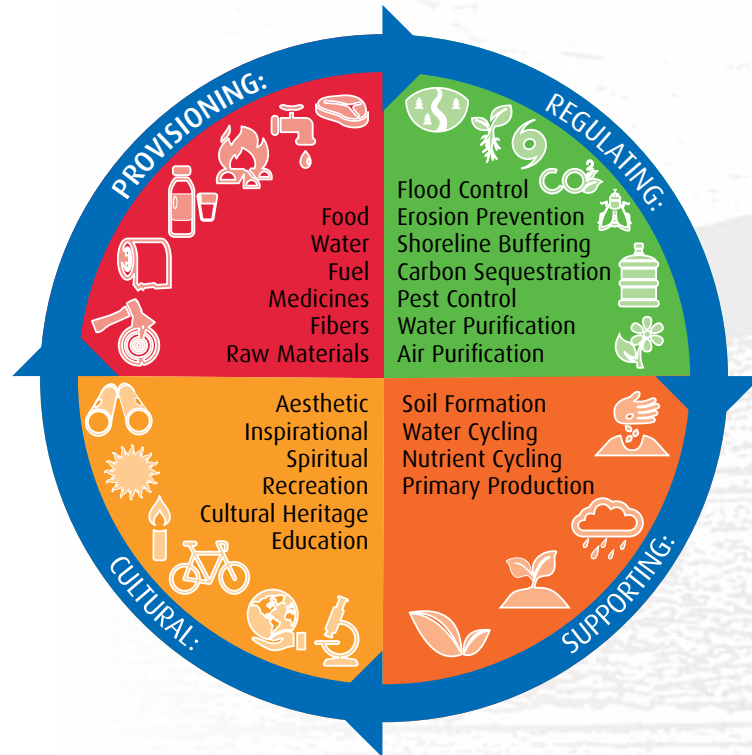 PROVISIONING:
Food
Water
Fuel
Medicines
Fibers
Raw Materials
REGULATING:
CO2
Flood Control
Erosion Prevention
Shoreline Buffering
Carbon Sequestration
Pest Control
Water Purification
Air Purification
CULTURAL:
Aesthetic
Inspirational
Spiritual
Recreation
Cultural Heritage
Education
SUPPORTING:
Soil Formation
Water Cycling
Nutrient Cycling
Primary Production